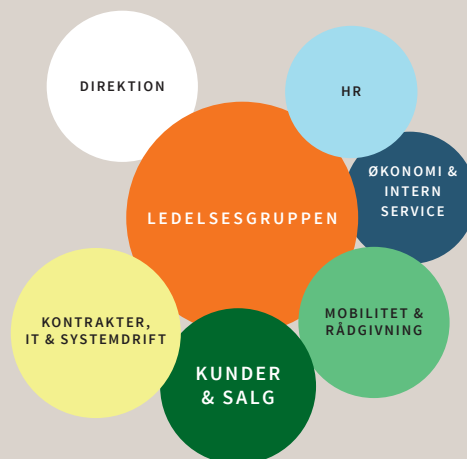 DIREKTION
HR
ØKONOMI &
INTERN
SERVICE
LEDELSESGRUPPEN
MOBILITET &
RÅDGIVNING
KONTRAKTER,
IT & SYSTEMDRIFT
KUNDER
& SALG